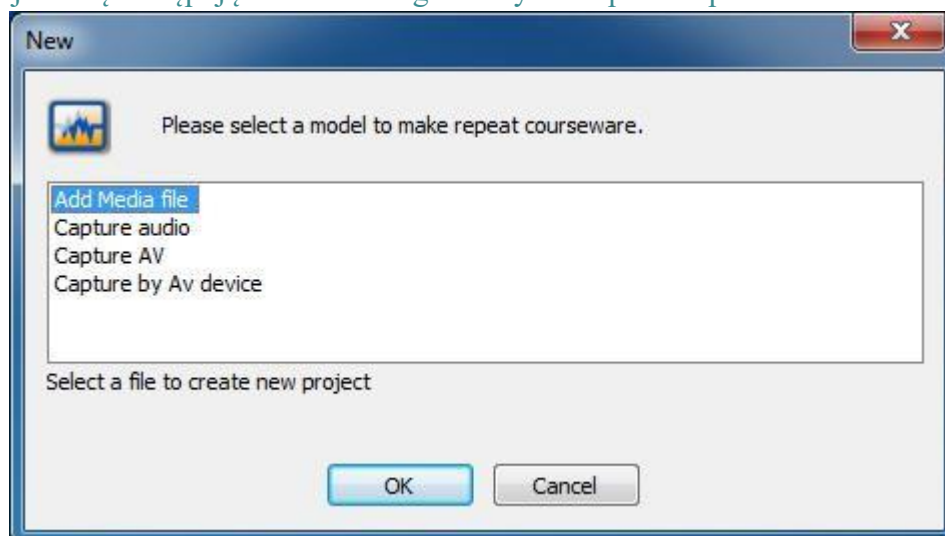 New
Please select a model to make repeat courseware.
Add Media file
Capture audio
Capture AV
Capture by Av device
Select a file to create new project
OK
Cancel